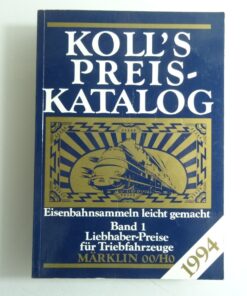 KOLL'S
PREIS-
KATALOG
Eisenbahnsammeln leicht gemacht
Band 1
Liebhaber-Preise
für Triebfahrzeuge
MÄRKLIN 00/H0
1994